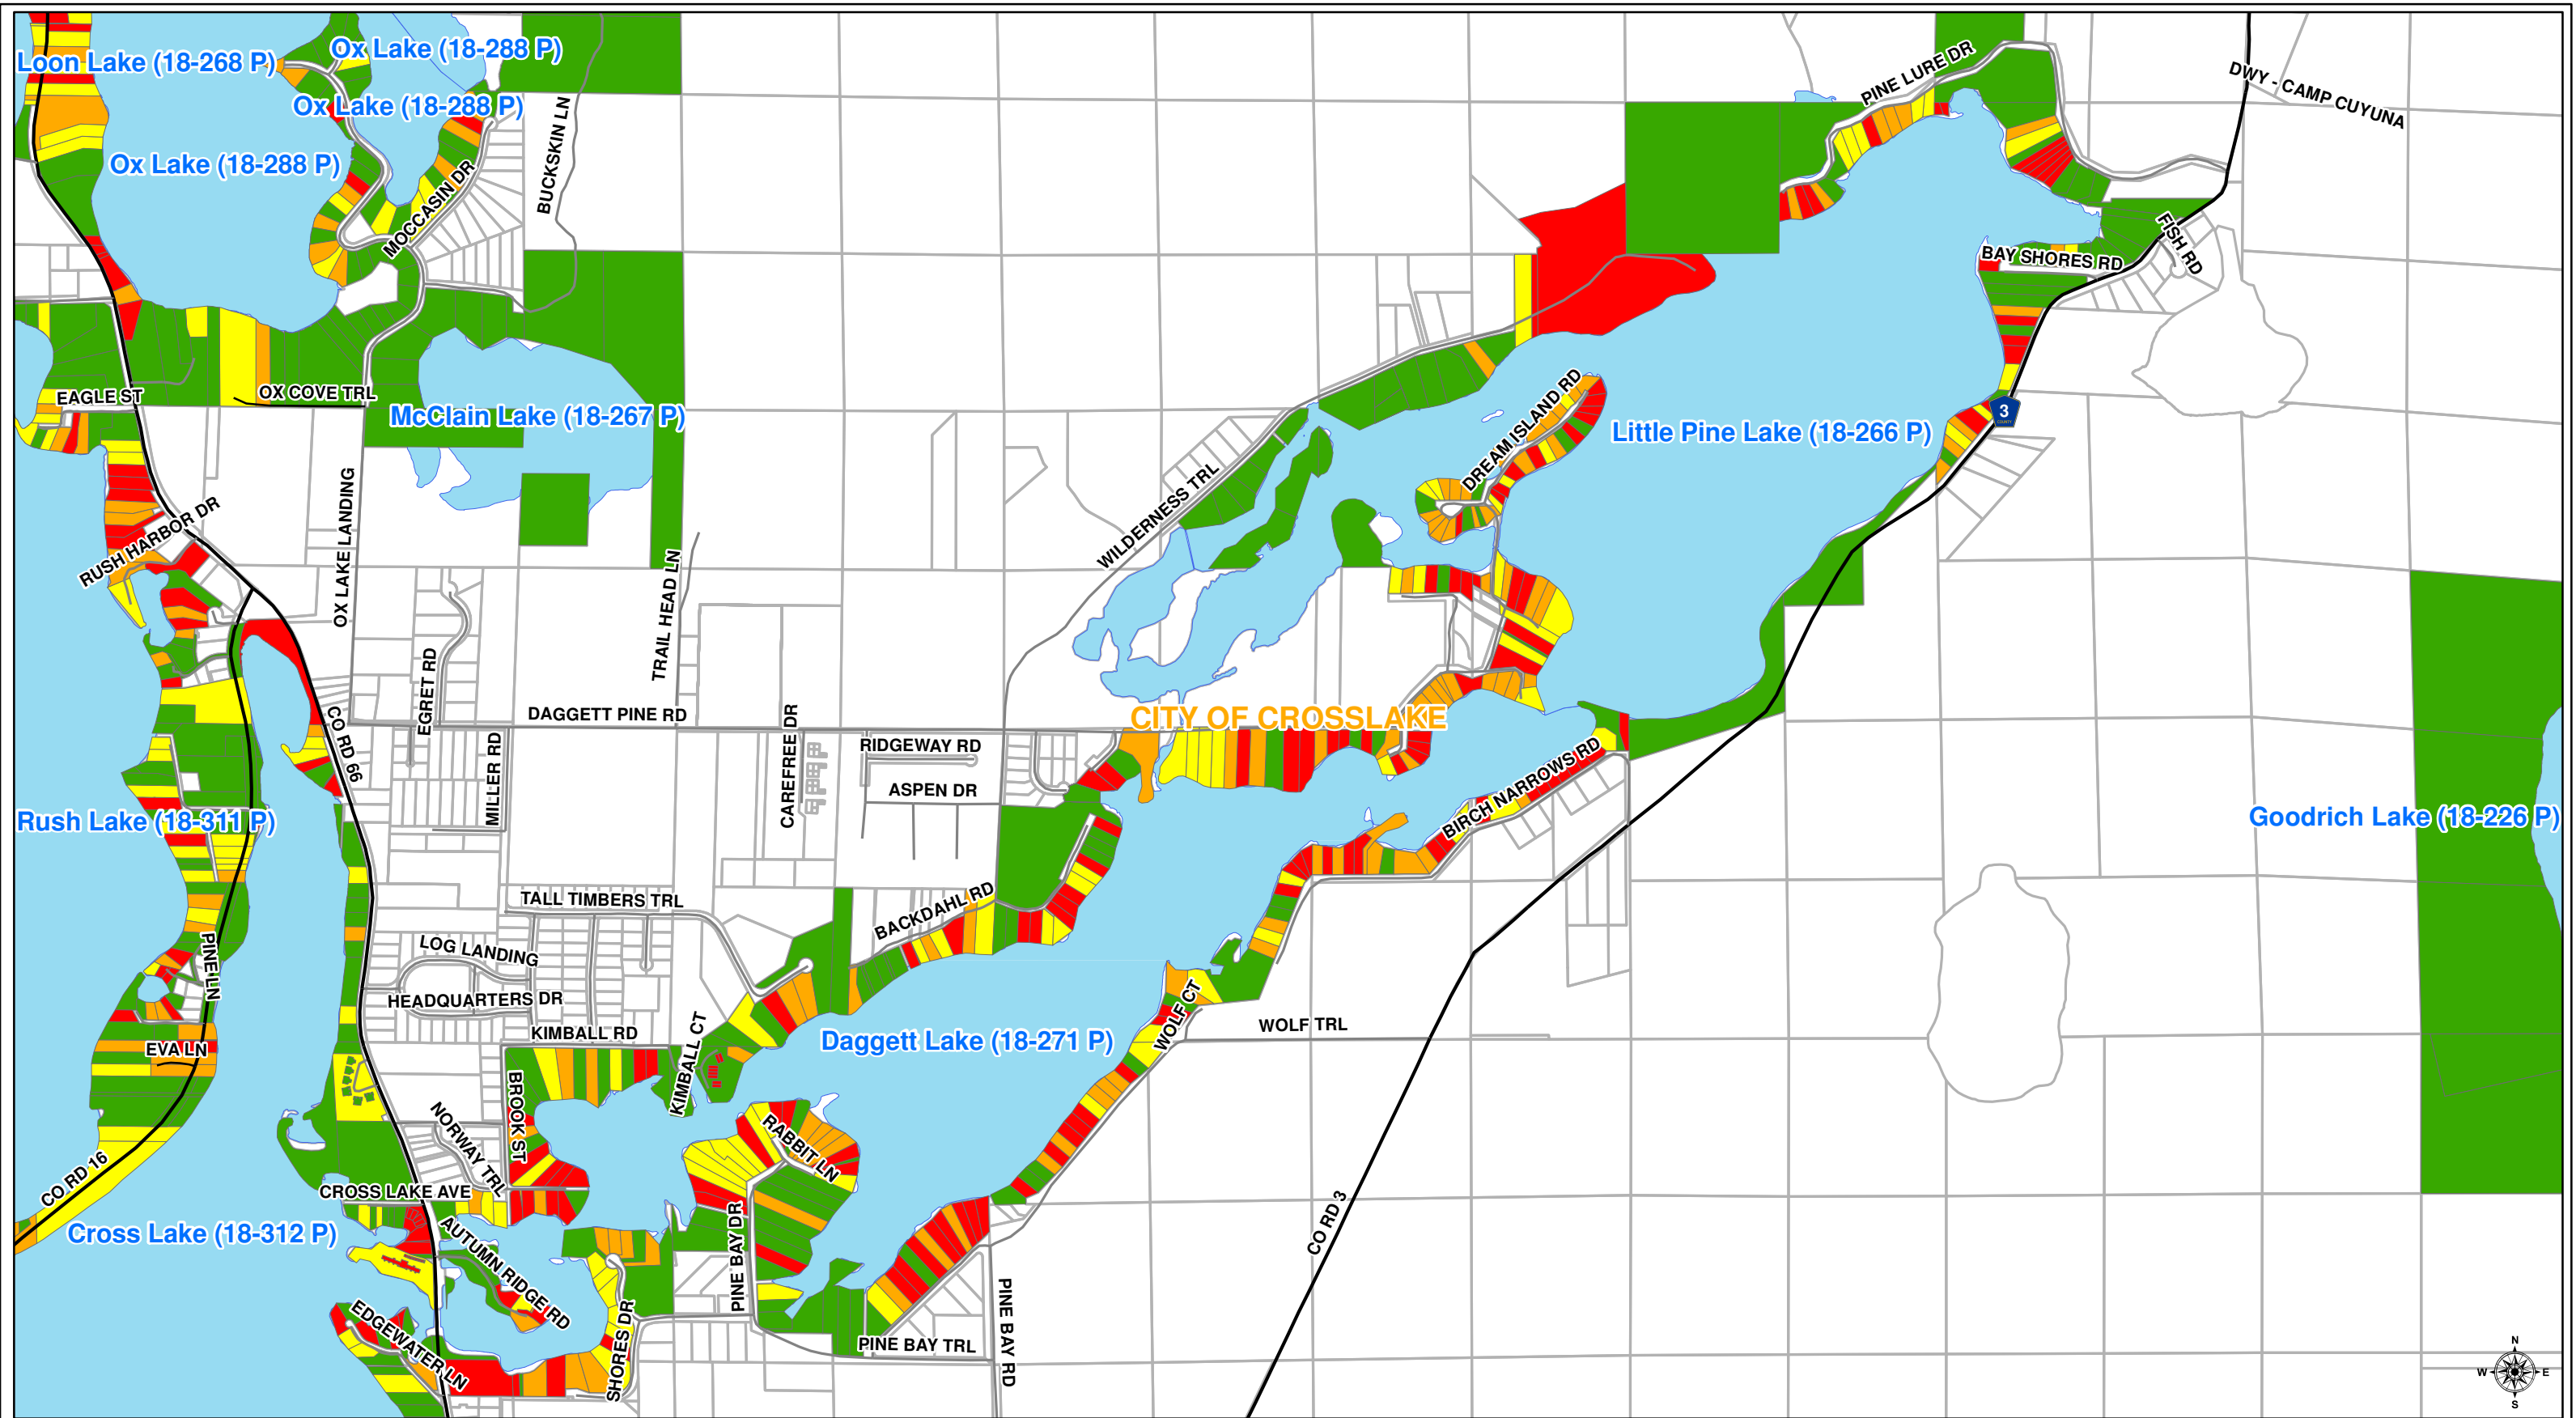 Ox Lake (18-288 P)
Loon Lake (18-268 P)
Ox Lake (18-288 P)
Ox Lake (18-288 P)
MOCCASIN DR
BUCKSKIN LN
PINE LURE DR
DWY - CAMP CUYUNA
FISH RD
BAY SHORES RD
EAGLE ST
OX COVE TRL
McClain Lake (18-267 P)
DREAM ISLAND RD
Little Pine Lake (18-266 P)
3
RUSH HARBOR DR
OX LAKE LANDING
WILDERNESS TRL
TRAIL HEAD LN
EGRET RD
CO RD 66
DAGGETT PINE RD
CITY OF CROSSLAKE
MILLER RD
CAREFREE DR
RIDGEWAY RD
ASPEN DR
BIRCH NARROWS RD
Rush Lake (18-311 P)
Goodrich Lake (18-226 P)
TALL TIMBERS TRL
BACKDAHL RD
LOG LANDING
PINE LN
HEADQUARTERS DR
KIMBALL RD
KIMBALL CT
Daggett Lake (18-271 P)
WOLF CT
WOLF TRL
EVA LN
BROOK ST
NORWAY TRL
RABBIT LN
CO RD 16
CROSS LAKE AVE
Cross Lake (18-312 P)
AUTUMN RIDGE RD
PINE BAY DR
CO RD 3
EDGEWATER LN
SHORES DR
PINE BAY TRL
PINE BAY RD
N
W E
S